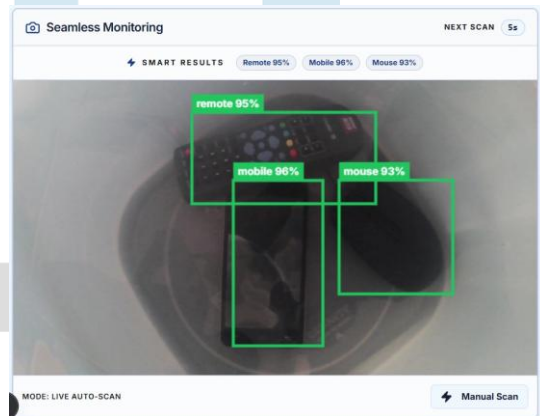 Seamless Monitoring
NEXT SCAN 5s
SMART RESULTS Remote 95% Mobile 96% Mouse 93%
remote 95%
mobile 96% mouse 93%
MODE: LIVE AUTO-SCAN
Manual Scan